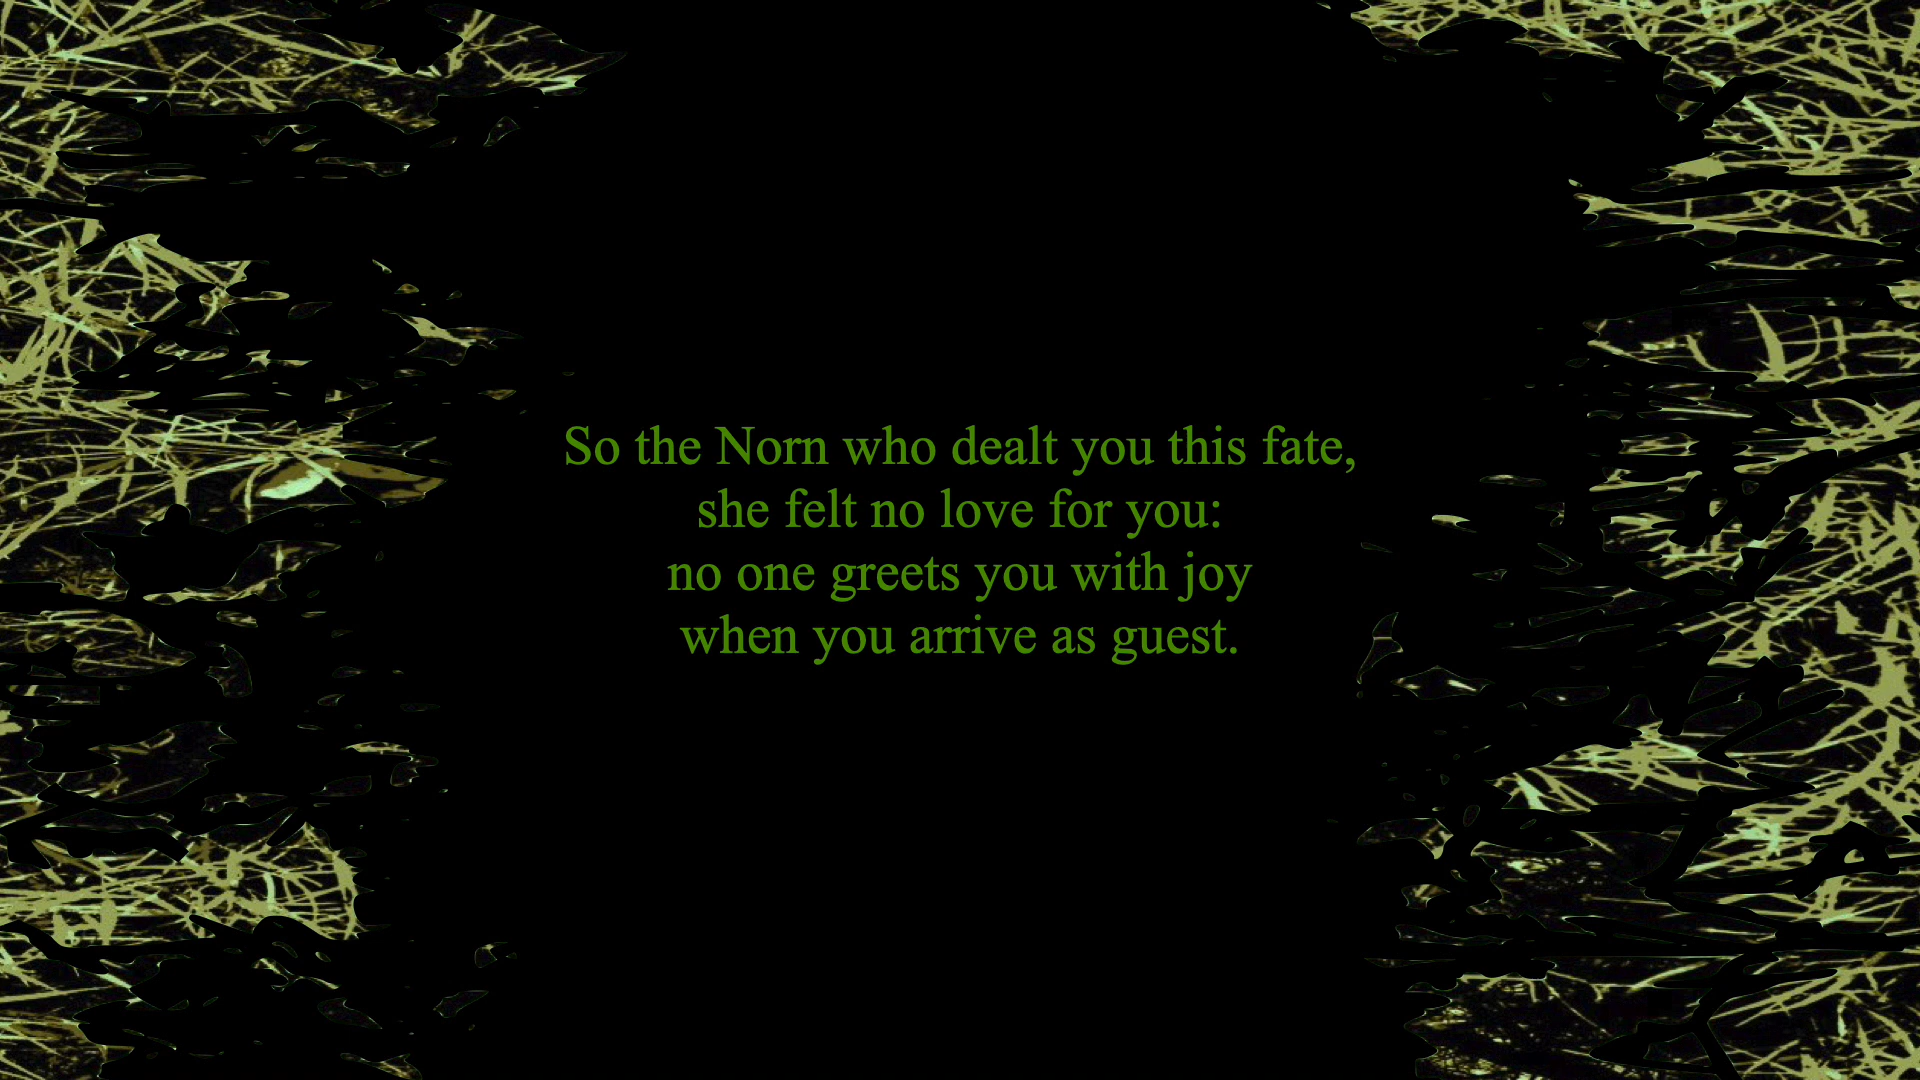 So the Norn who dealt you this fate,
she felt no love for you:
no one greets you with joy
when you arrive as guest.